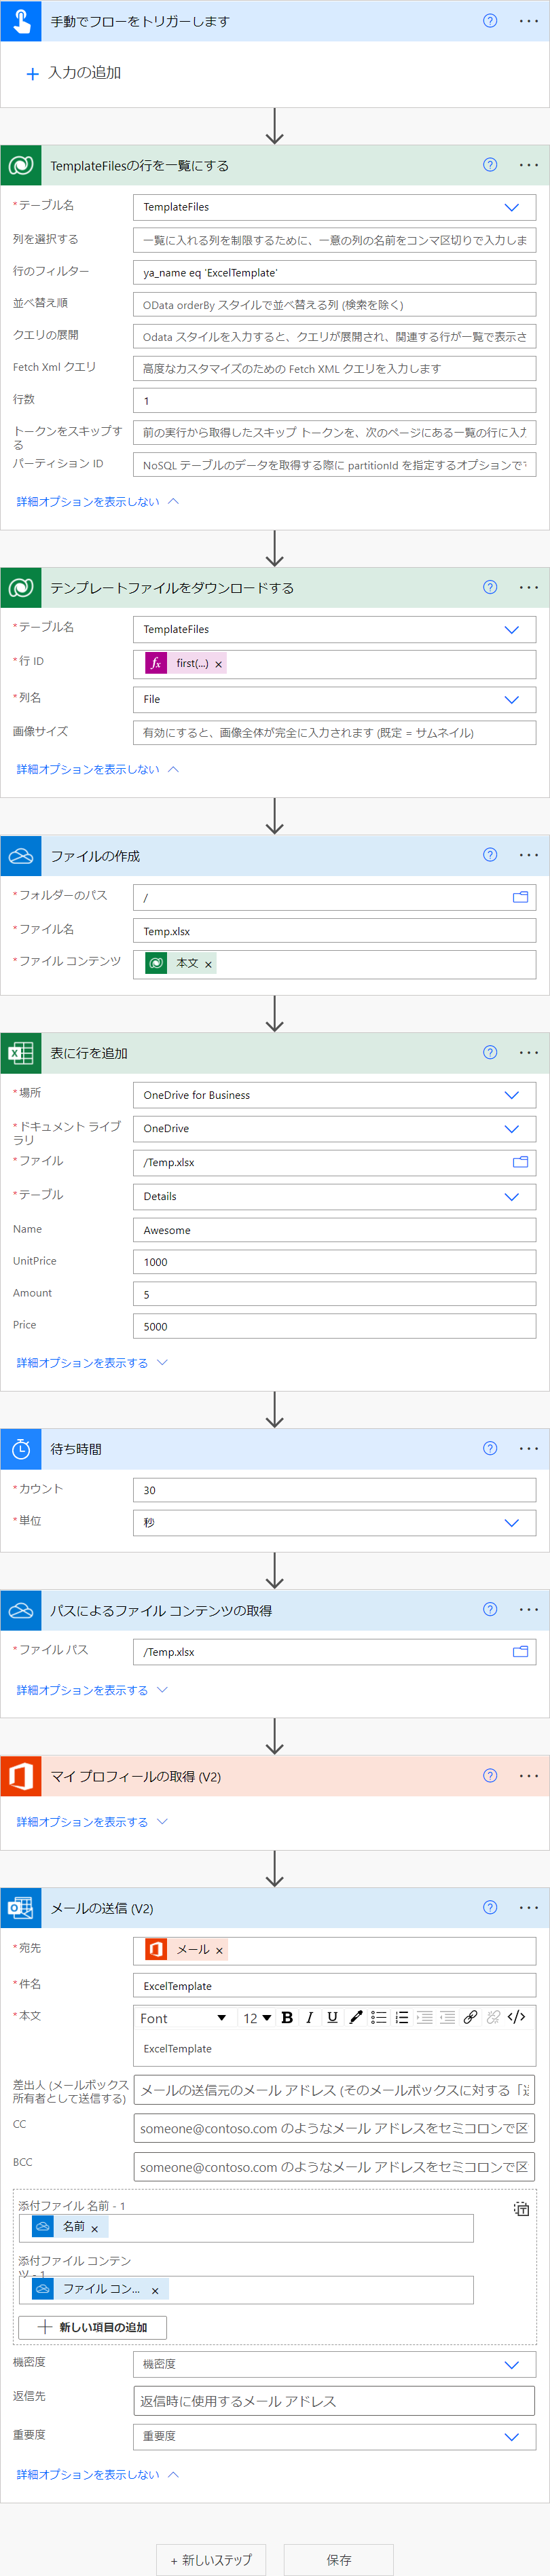 手動でフローをトリガーします
入力の追加
TemplateFilesの行を一覧にする
* テーブル名
TemplateFiles
列を選択する
一覧に入れる列を制限するために、一意の列の名前をコンマ区切りで入力しま
行のフィルター
ya_name eq 'ExcelTemplate'
並べ替え順
OData orderBy スタイルで並べ替える列 (検索を除く)
クエリの展開
Odata スタイルを入力すると、クエリが展開され、関連する行が一覧で表示さ
Fetch Xml クエリ
高度なカスタマイズのための Fetch XML クエリを入力します
行数
1
トークンをスキップする
前の実行から取得したスキップ トークンを、次のページにある一覧の行に入力
パーティション ID
NoSQL テーブルのデータを取得する際に partitionId を指定するオプションで
詳細オプションを表示しない
テンプレートファイルをダウンロードする
* テーブル名
TemplateFiles
* 行 ID
fx first(...) ×
* 列名
File
画像サイズ
有効にすると、画像全体が完全に入力されます (既定 = サムネイル)
詳細オプションを表示しない
ファイルの作成
* フォルダーのパス
/
* ファイル名
Temp.xlsx
* ファイル コンテンツ
本文 ×
表に行を追加
* 場所
OneDrive for Business
* ドキュメント ライブラリ
OneDrive
* ファイル
/Temp.xlsx
* テーブル
Details
Name
Awesome
UnitPrice
1000
Amount
5
Price
5000
詳細オプションを表示する
待ち時間
* カウント
30
* 単位
秒
パスによるファイル コンテンツの取得
* ファイル パス
/Temp.xlsx
詳細オプションを表示する
マイ プロフィールの取得 (V2)
詳細オプションを表示する
メールの送信 (V2)
* 宛先
メール ×
* 件名
ExcelTemplate
* 本文
Font 12 B I U </>
ExcelTemplate
差出人 (メールボックス所有者として送信する)
メールの送信元のメール アドレス (そのメールボックスに対する「送
CC
someone@contoso.com のようなメール アドレスをセミコロンで区
BCC
someone@contoso.com のようなメール アドレスをセミコロンで区
添付ファイル 名前 - 1
名前 ×
添付ファイル コンテンツ - 1
ファイル コン... ×
新しい項目の追加
機密度
機密度
返信先
返信時に使用するメール アドレス
重要度
重要度
詳細オプションを表示しない
+ 新しいステップ
保存